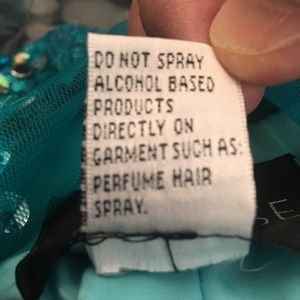 DO NOT SPRAY
ALCOHOL BASED
PRODUCTS
DIRECTLY ON
GARMENT SUCH AS:
PERFUME HAIR
SPRAY.